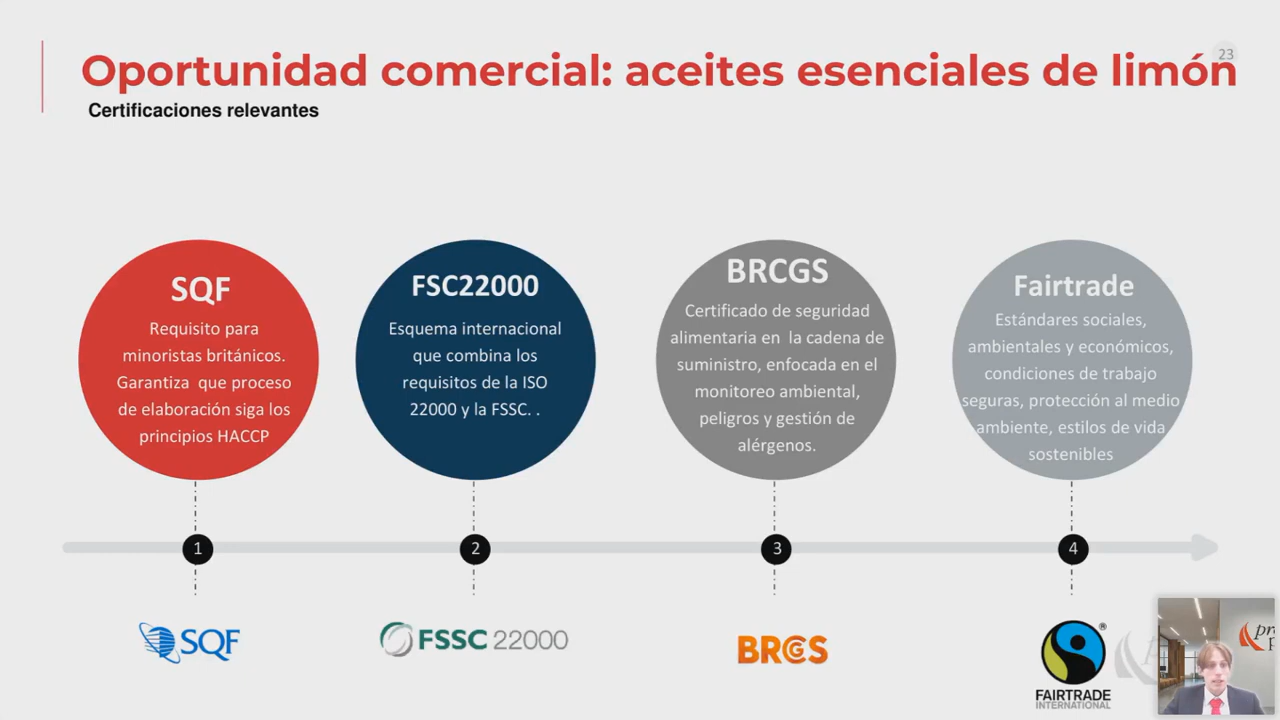 23
Oportunidad comercial: aceites esenciales de limón
Certificaciones relevantes
SQF
Requisito para
minoristas británicos.
Garantiza que proceso
de elaboración siga los
principios HACCP
FSC22000
Esquema internacional
que combina los
requisitos de la ISO
22000 y la FSSC. .
BRCGS
Certificado de seguridad
alimentaria en la cadena de
suministro, enfocada en el
monitoreo ambiental,
peligros y gestión de
alérgenos.
Fairtrade
Estándares sociales,
ambientales y económicos,
condiciones de trabajo
seguras, protección al medio
ambiente, estilos de vida
sostenibles
1
2
3
4
SQF
FSSC 22000
BRCGS
®
FAIRTRADE
INTERNATIONAL